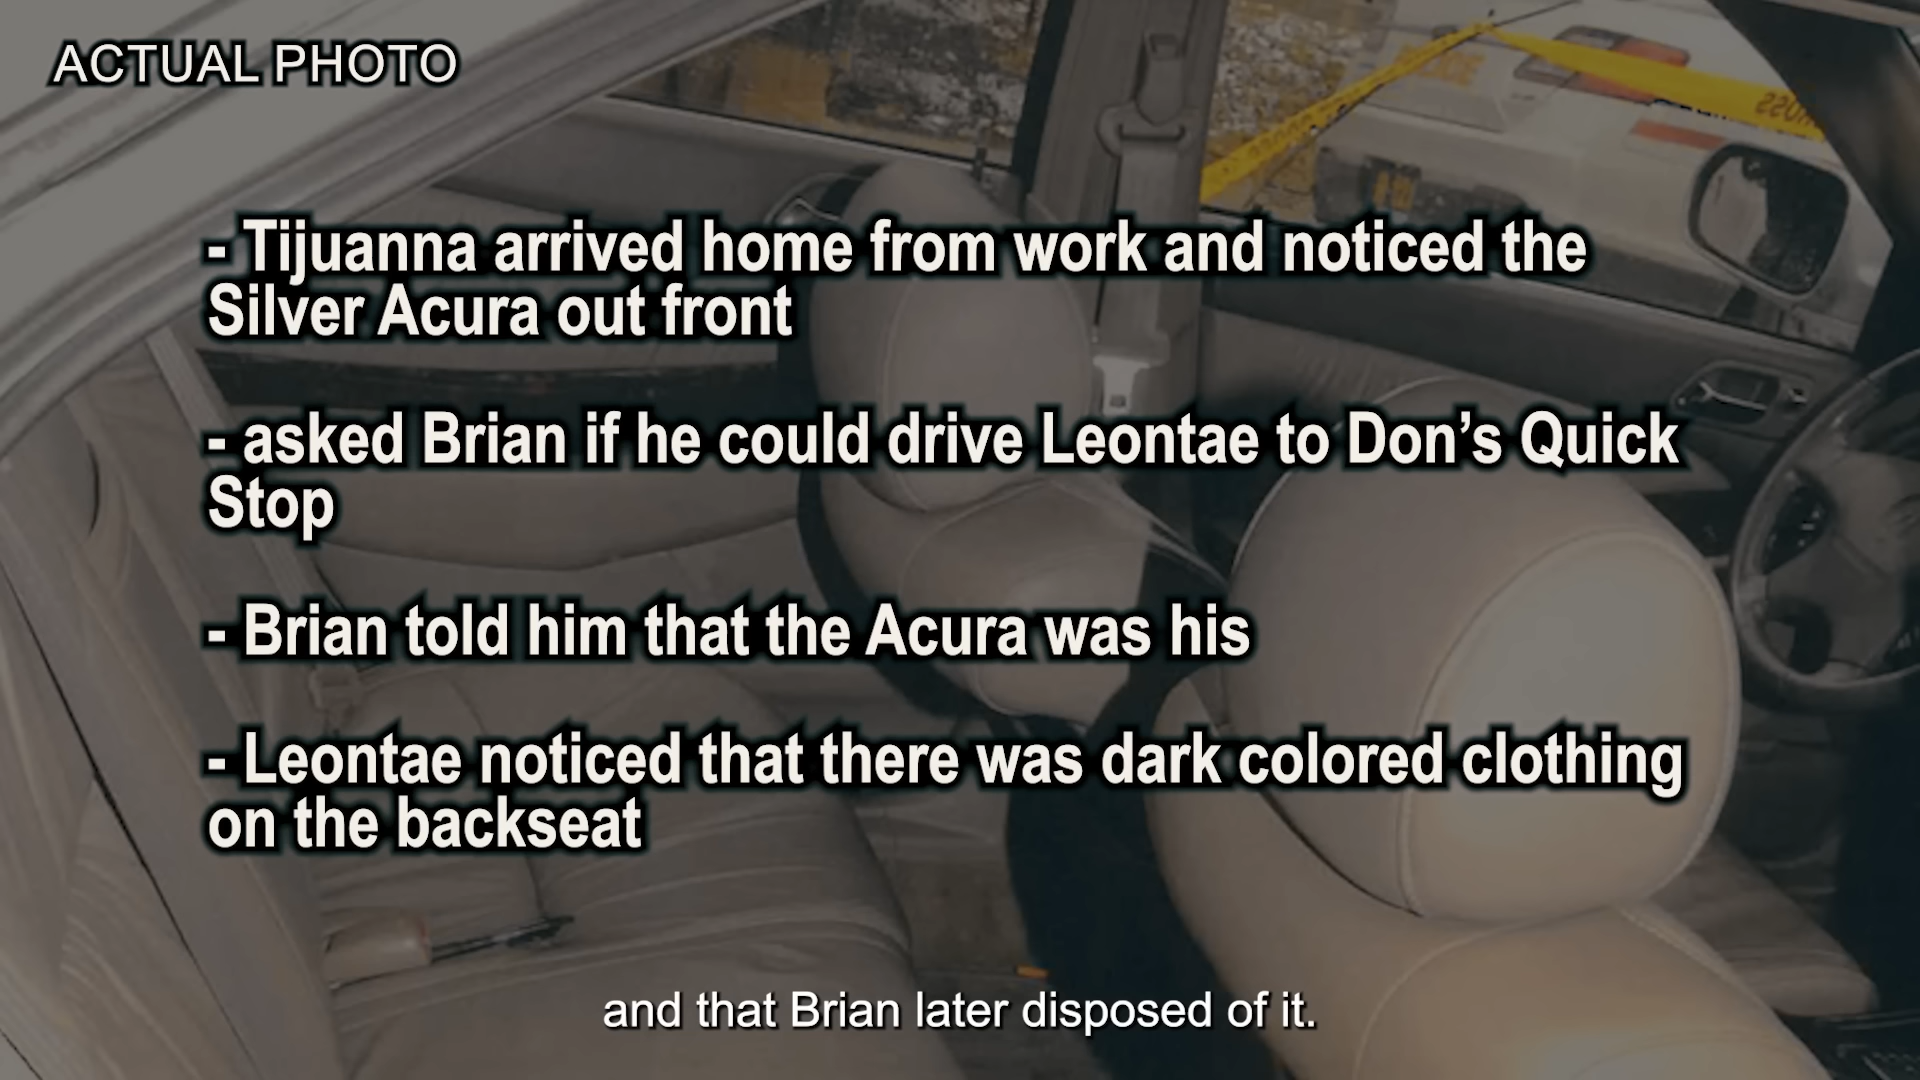 ACTUAL PHOTO
- Tijuanna arrived home from work and noticed the
Silver Acura out front
- asked Brian if he could drive Leontae to Don’s Quick
Stop
- Brian told him that the Acura was his
- Leontae noticed that there was dark colored clothing
on the backseat
and that Brian later disposed of it.